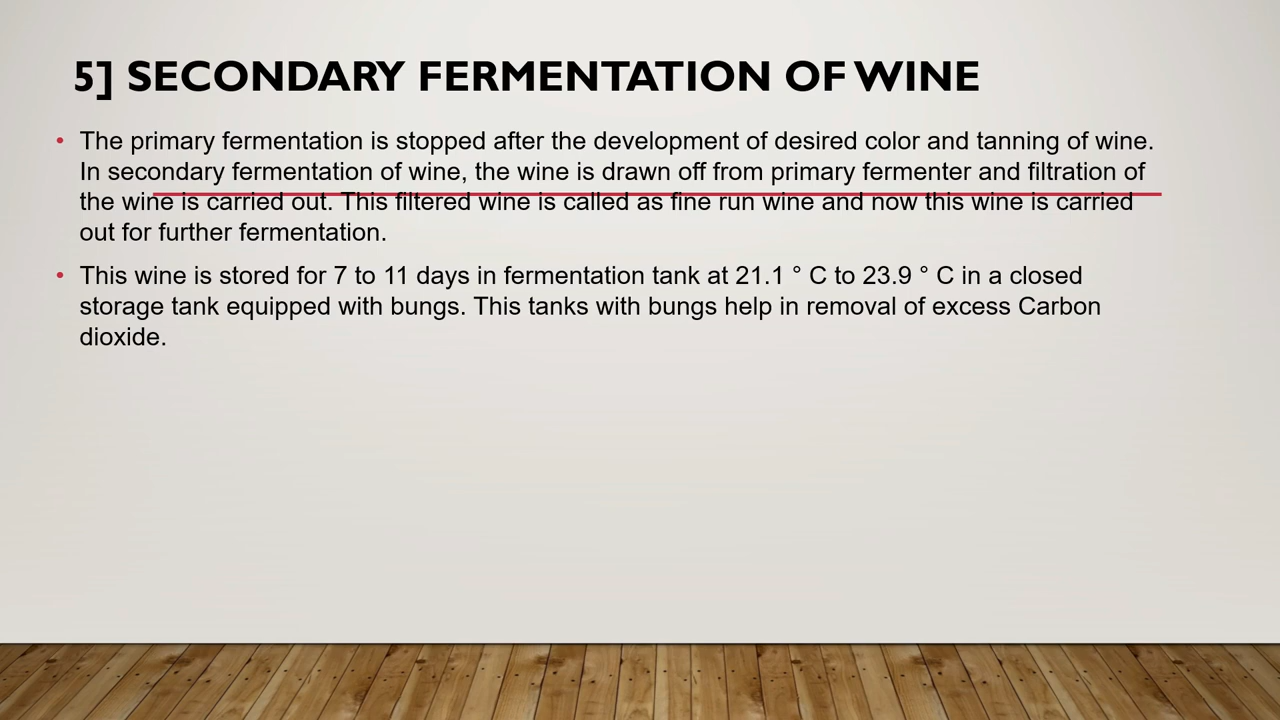 5] SECONDARY FERMENTATION OF WINE
• The primary fermentation is stopped after the development of desired color and tanning of wine.
In secondary fermentation of wine, the wine is drawn off from primary fermenter and filtration of
the wine is carried out. This filtered wine is called as fine run wine and now this wine is carried
out for further fermentation.
• This wine is stored for 7 to 11 days in fermentation tank at 21.1 ° C to 23.9 ° C in a closed
storage tank equipped with bungs. This tanks with bungs help in removal of excess Carbon
dioxide.